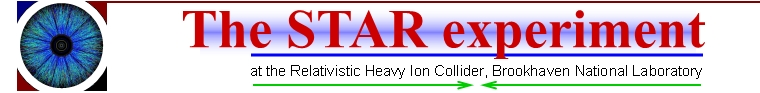 The STAR experiment
at the Relativistic Heavy Ion Collider, Brookhaven National Laboratory